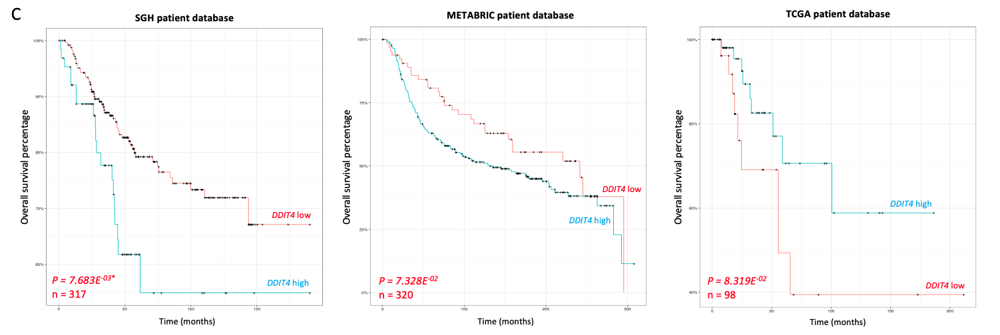 C
SGH patient database
Overall survival percentage
100%
90%
80%
70%
60%
DDIT4 low
DDIT4 high
P = 7.683E-03*
n = 317
0
50
100
150
Time (months)
METABRIC patient database
Overall survival percentage
100%
75%
50%
25%
0%
DDIT4 low
DDIT4 high
P = 7.328E-02
n = 320
0
100
200
300
Time (months)
TCGA patient database
Overall survival percentage
100%
80%
60%
40%
DDIT4 high
DDIT4 low
P = 8.319E-02
n = 98
0
50
100
150
200
Time (months)